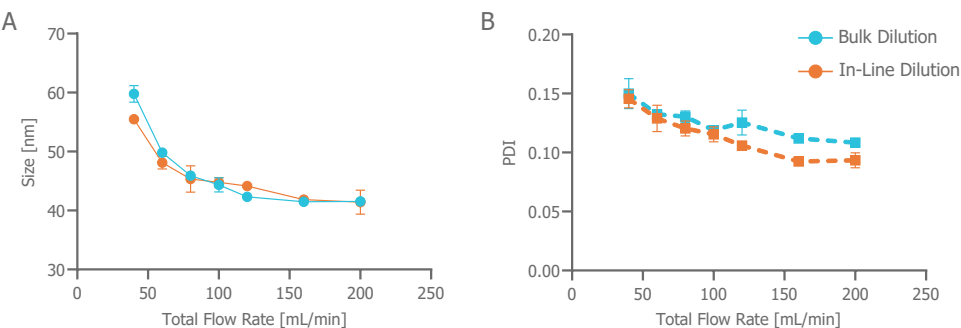 A
70
60
50
40
30
Size [nm]
0
50
100
150
200
250
Total Flow Rate [mL/min]
B
0.20
0.15
0.10
0.05
0.00
PDI
0
50
100
150
200
250
Total Flow Rate [mL/min]
Bulk Dilution
In-Line Dilution